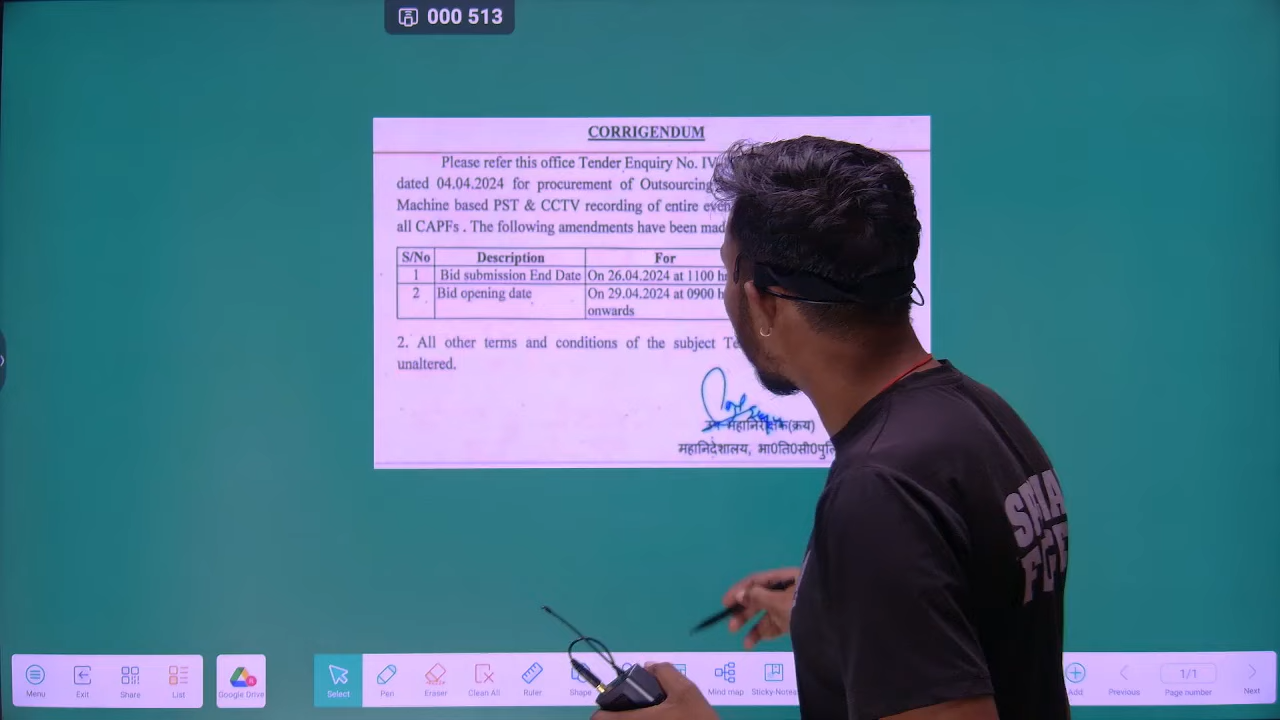 000 513
CORRIGENDUM
Please refer this office Tender Enquiry No. IV-
dated 04.04.2024 for procurement of Outsourcing
Machine based PST & CCTV recording of entire
all CAPFs . The following amendments have been
S/No Description For
1 Bid submission End Date On 26.04.2024 at 1100
2 Bid opening date On 29.04.2024 at 0900
onwards
2. All other terms and conditions of the subject
unaltered.
उप महानिरीक्षक(क्रय)
महानिदेशालय, भा0ति0सी0पु
Menu Exit Share List Google Drive Select Pen Eraser Clean All Ruler Shape Mind map Sticky-Notes Add Previous 1/1 Page number Next